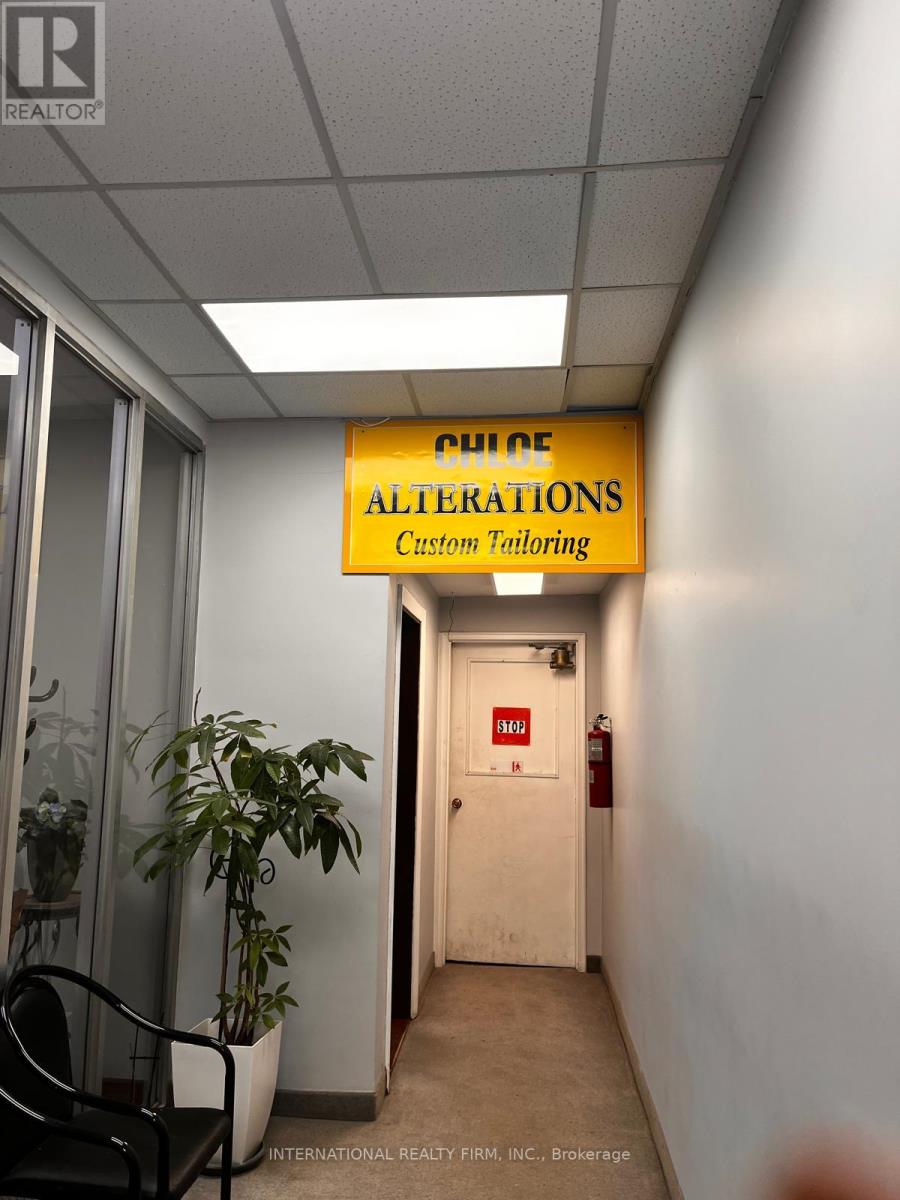 R
REALTOR®
CHLOE
ALTERATIONS
Custom Tailoring
STOP
INTERNATIONAL REALTY FIRM, INC., Brokerage